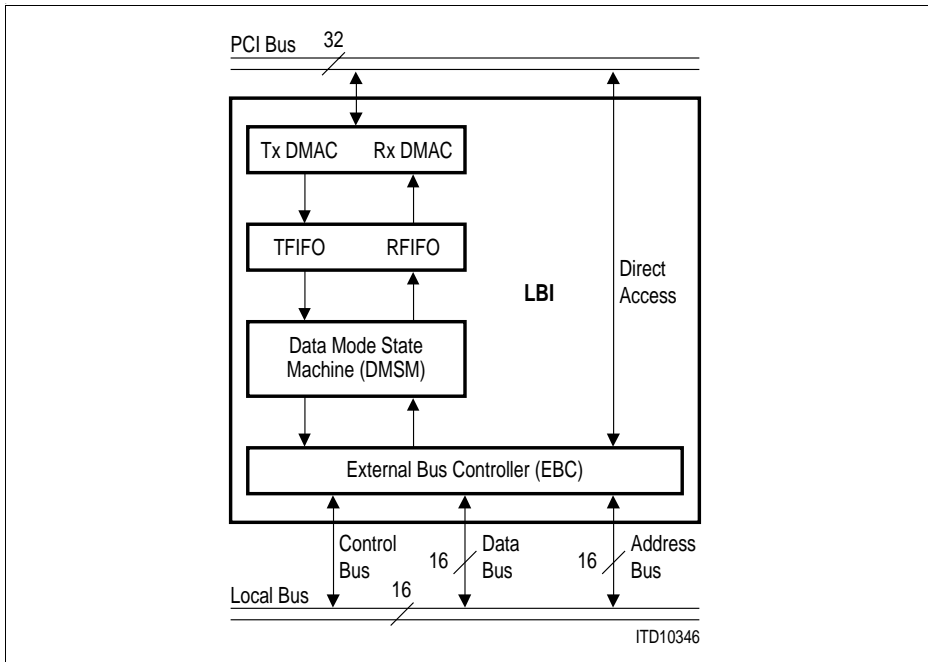 PCI Bus 32
Tx DMAC Rx DMAC
TFIFO RFIFO
Direct
Access
LBI
Data Mode State
Machine (DMSM)
External Bus Controller (EBC)
Control
Bus
16
Data
Bus
16
Address
Bus
Local Bus 16
ITD10346